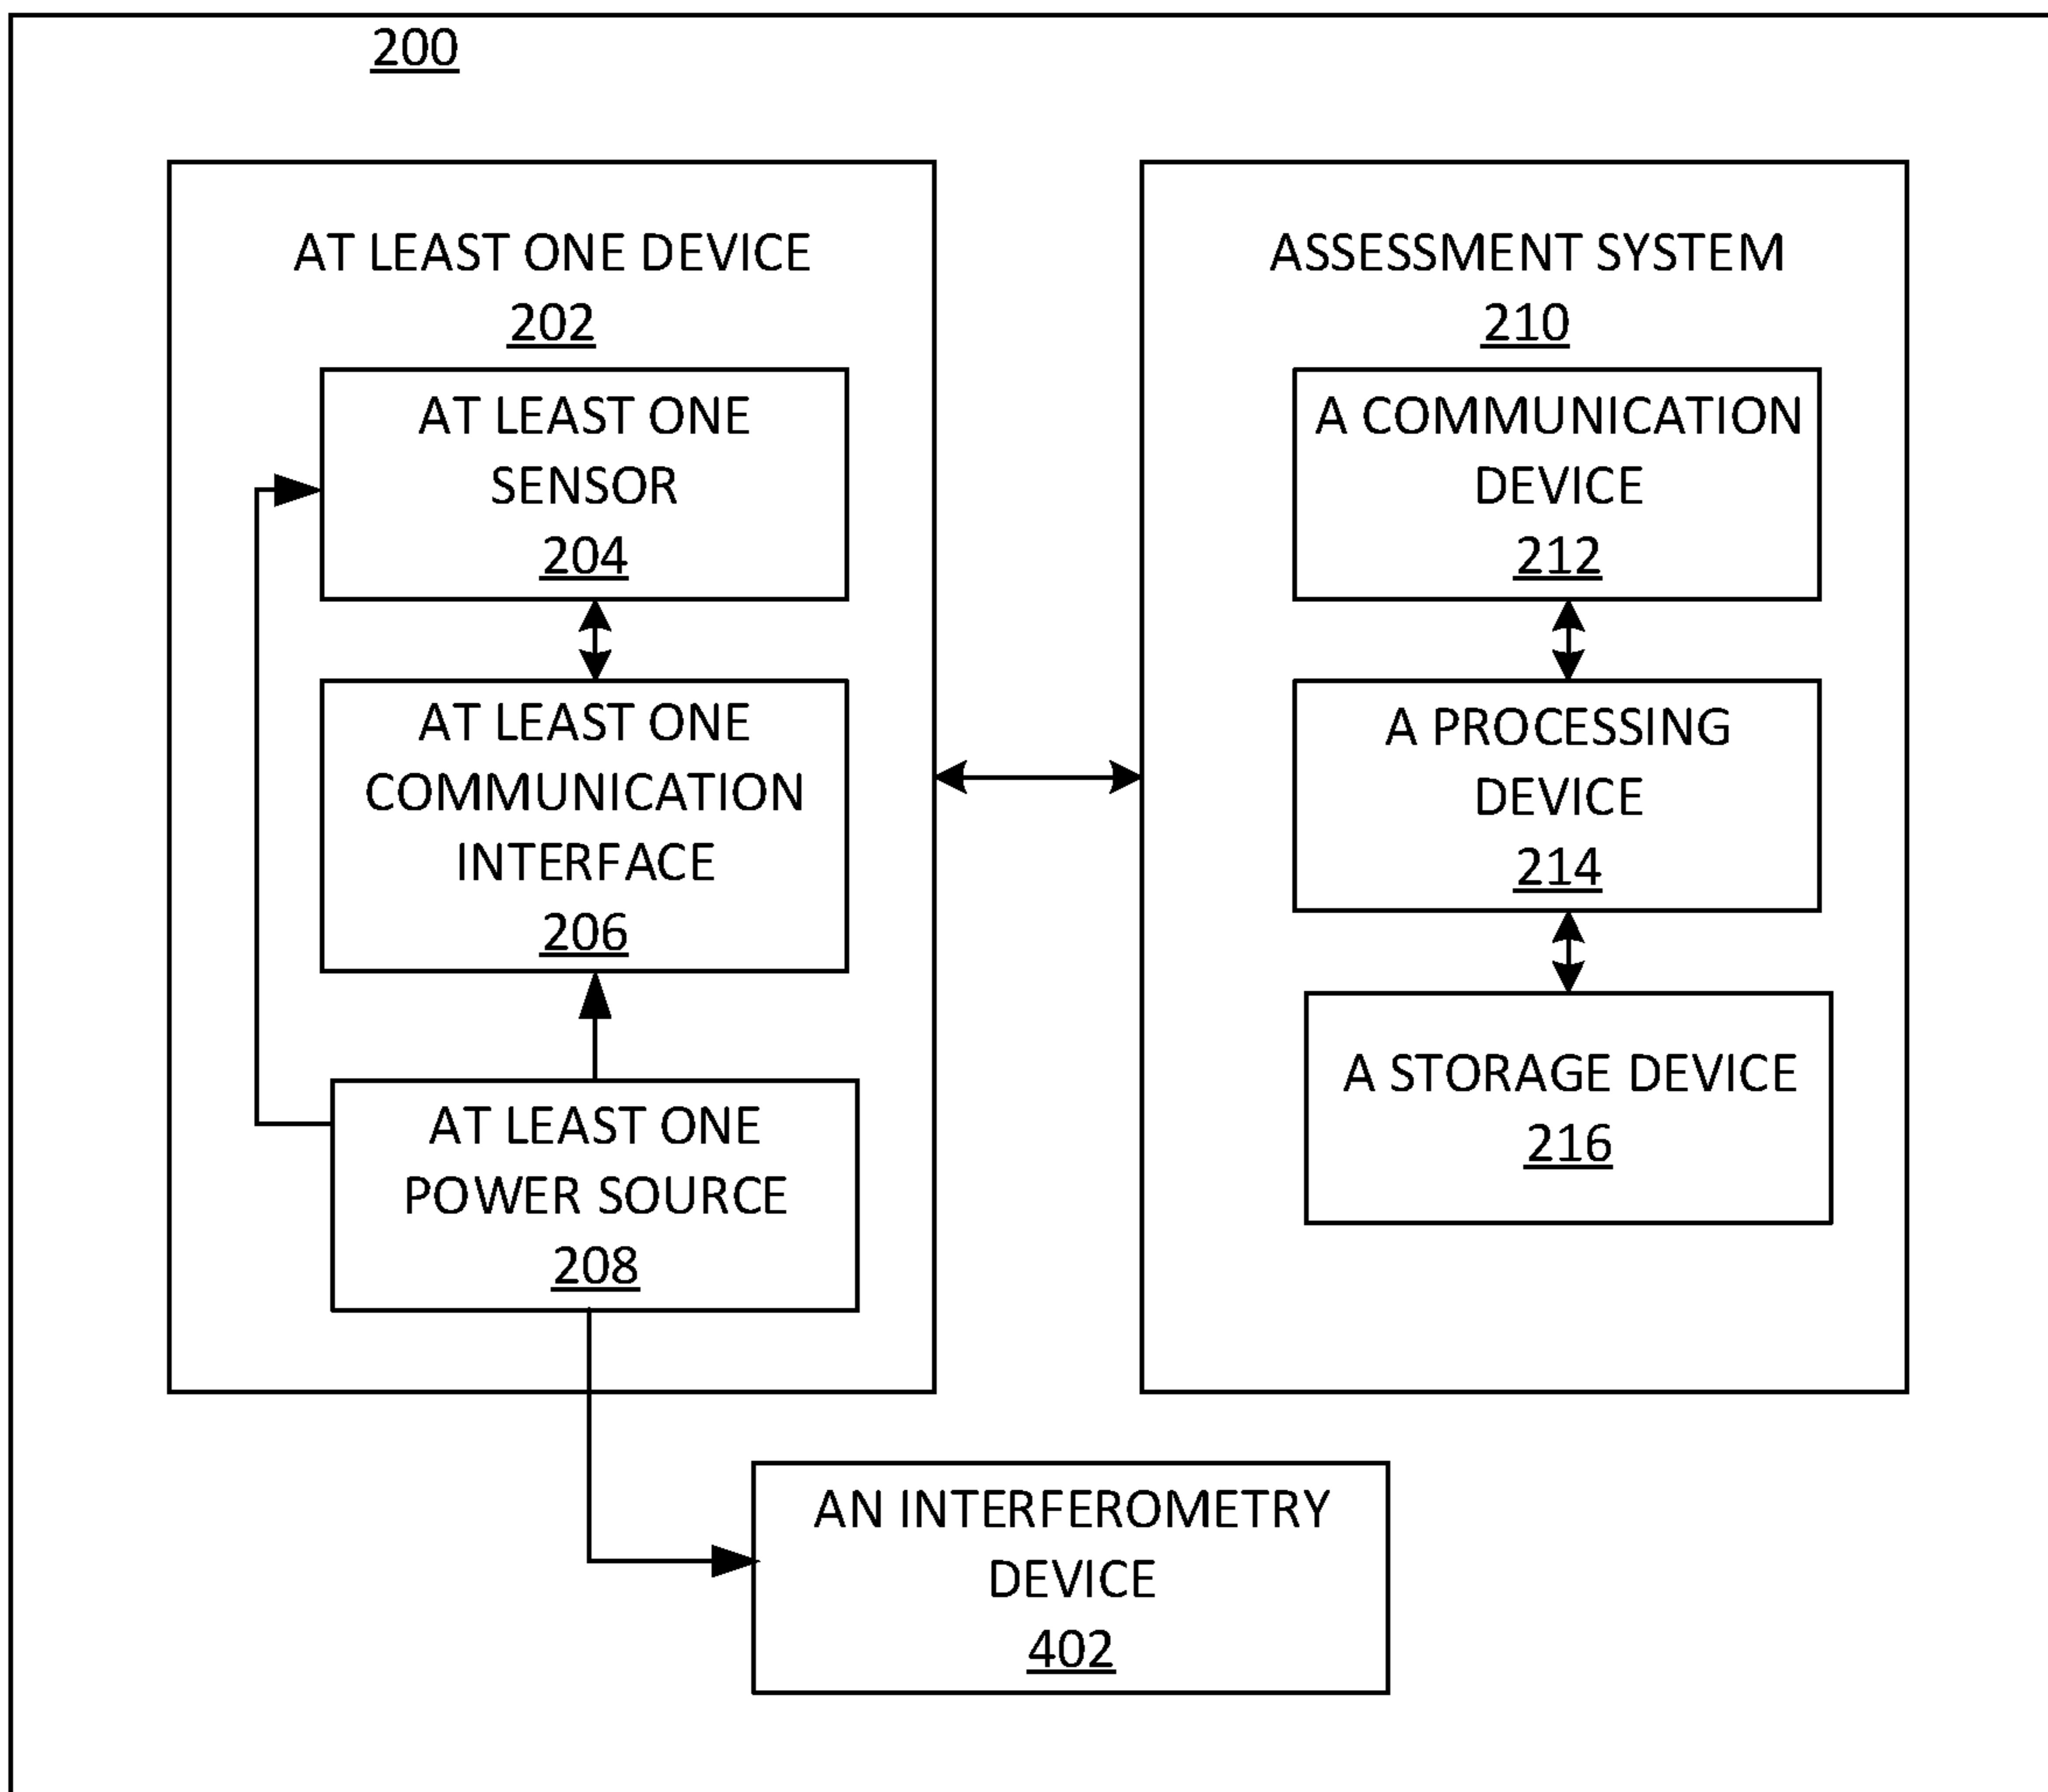 200
AT LEAST ONE DEVICE
202
AT LEAST ONE
SENSOR
204
AT LEAST ONE
COMMUNICATION
INTERFACE
206
AT LEAST ONE
POWER SOURCE
208
ASSESSMENT SYSTEM
210
A COMMUNICATION
DEVICE
212
A PROCESSING
DEVICE
214
A STORAGE DEVICE
216
AN INTERFEROMETRY
DEVICE
402